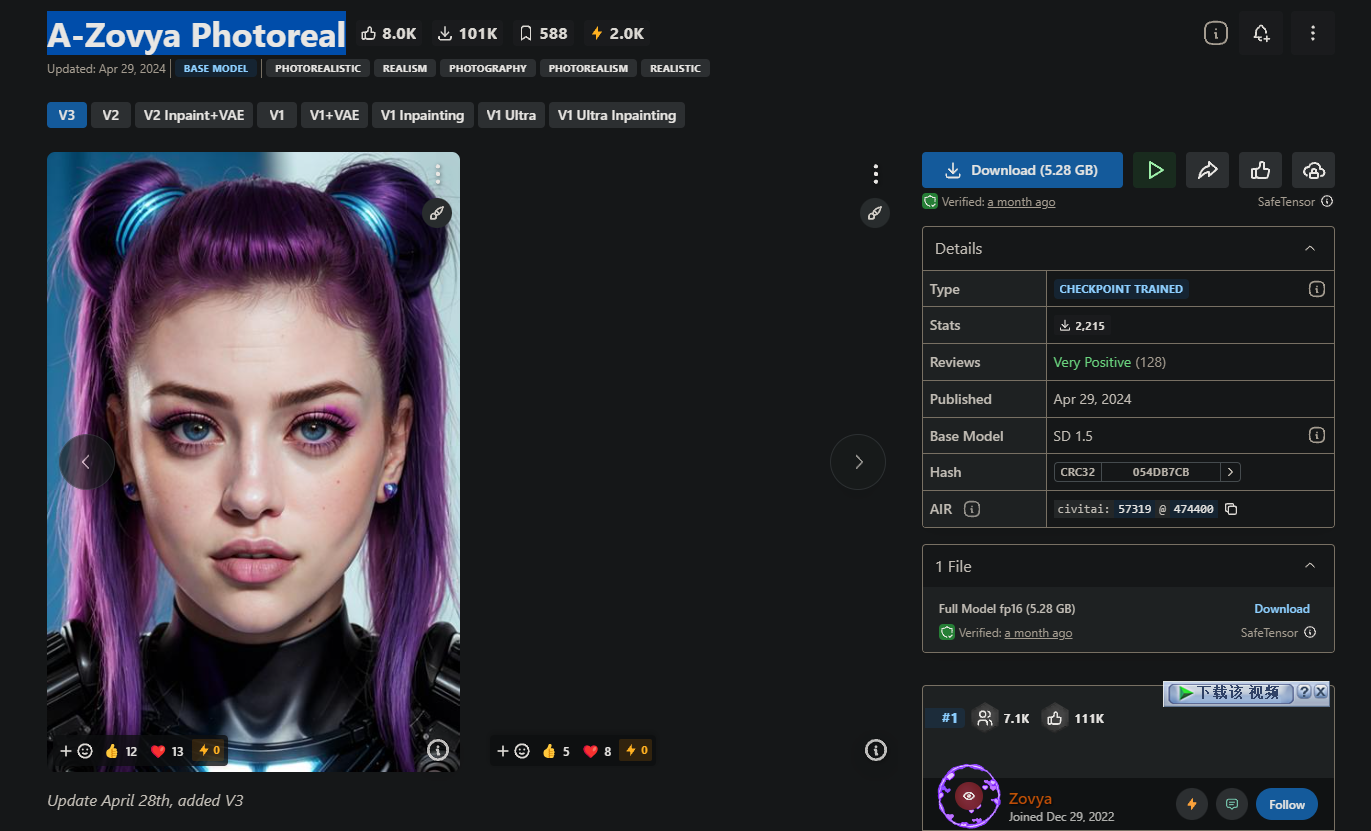 A-Zovya Photoreal 8.0K 101K 588 2.0K
Updated: Apr 29, 2024 BASE MODEL PHOTOREALISTIC REALISM PHOTOGRAPHY PHOTOREALISM REALISTIC
V3 V2 V2 Inpaint+VAE V1 V1+VAE V1 Inpainting V1 Ultra V1 Ultra Inpainting
12 13 0
5 8 0
Update April 28th, added V3
Download (5.28 GB)
Verified: a month ago SafeTensor
Details
Type CHECKPOINT TRAINED
Stats 2,215
Reviews Very Positive (128)
Published Apr 29, 2024
Base Model SD 1.5
Hash CRC32 054DB7CB
AIR civitai: 57319 @ 474400
1 File
Full Model fp16 (5.28 GB) Download
Verified: a month ago SafeTensor
下载该 视频 ? X
#1 7.1K 111K
Zovya
Joined Dec 29, 2022
Follow